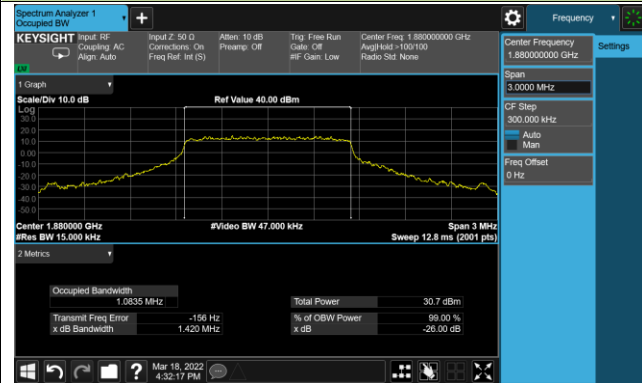 Spectrum Analyzer 1
Occupied BW
Frequency
KEYSIGHT
Input: RF
Coupling: AC
Align: Auto
Input Z: 50 Ω
Corrections: On
Freq Ref: Int (S)
Atten: 10 dB
Preamp: Off
Trig: Free Run
Gate: Off
#IF Gain: Low
Center Freq: 1.880000000 GHz
Avg|Hold:>100/100
Radio Std: None
1 Graph
Scale/Div 10.0 dB
Ref Value 40.00 dBm
Log
30.0
20.0
10.0
0.00
-10.0
-20.0
-30.0
-40.0
-50.0
Center 1.880000 GHz
#Video BW 47.000 kHz
Span 3 MHz
#Res BW 15.000 kHz
Sweep 12.8 ms (2001 pts)
2 Metrics
Occupied Bandwidth
1.0835 MHz
Total Power
30.7 dBm
Transmit Freq Error
-156 Hz
% of OBW Power
99.00 %
x dB Bandwidth
1.420 MHz
x dB
-26.00 dB
Center Frequency
1.880000000 GHz
Settings
Span
3.0000 MHz
CF Step
300.000 kHz
Auto
Man
Freq Offset
0 Hz
Mar 18, 2022
4:32:17 PM